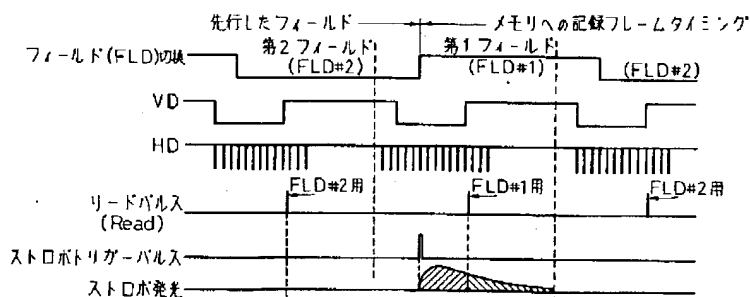 先行したフィールド
メモリへの記録フレームタイミング
フィールド(FLD)切換
第2フィールド
(FLD#2)
第1フィールド
(FLD#1)
(FLD#2)
VD
HD
リードパルス
(Read)
FLD#2用
FLD#1用
FLD#2用
ストロボトリガーパルス
ストロボ発光